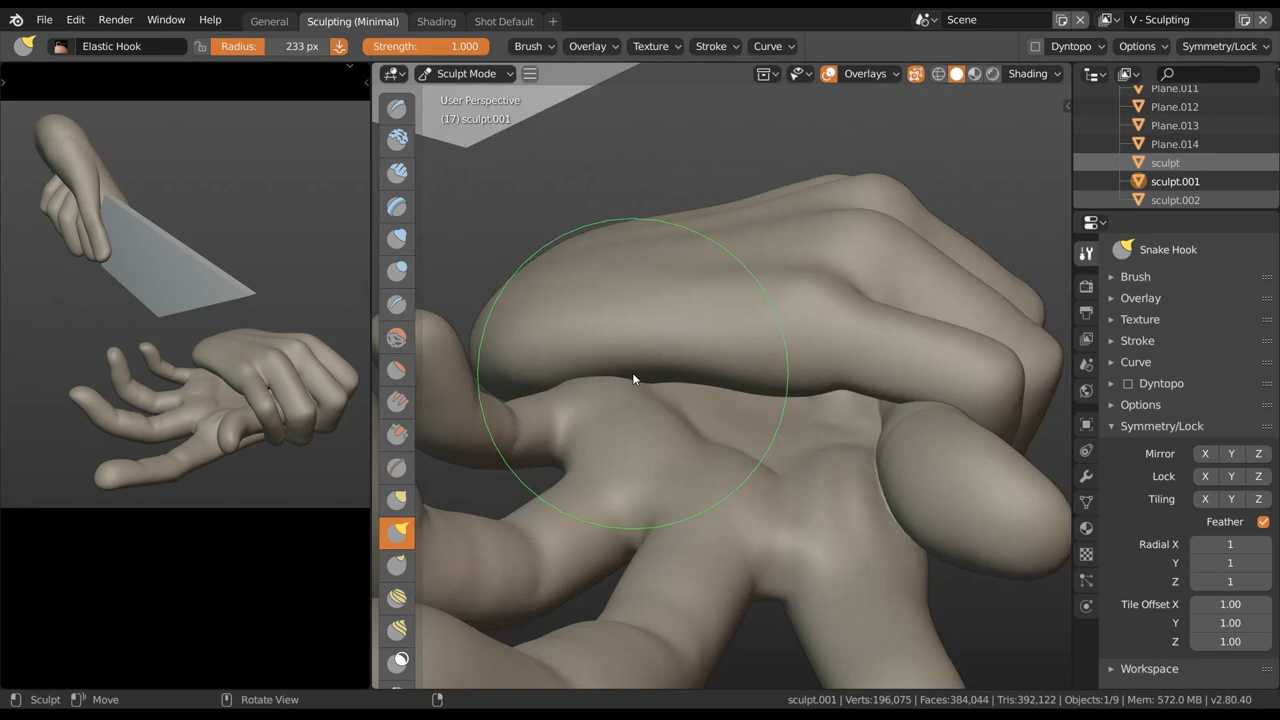 File Edit Render Window Help General Sculpting (Minimal) Shading Shot Default + Scene V - Sculpting
Elastic Hook Radius: 233 px Strength: 1.000 Brush Overlay Texture Stroke Curve Dyntopo Options Symmetry/Lock
Sculpt Mode Overlays Shading
User Perspective
(17) sculpt.001
Plane.011
Plane.012
Plane.013
Plane.014
sculpt
sculpt.001
sculpt.002
Snake Hook
Brush
Overlay
Texture
Stroke
Curve
Dyntopo
Options
Symmetry/Lock
Mirror X Y Z
Lock X Y Z
Tiling X Y Z
Feather
Radial X 1
Y 1
Z 1
Tile Offset X 1.00
Y 1.00
Z 1.00
Workspace
Sculpt Move Rotate View sculpt.001 | Verts:196,075 | Faces:384,044 | Tris:392,122 | Objects:1/9 | Mem: 572.0 MB | v2.80.40